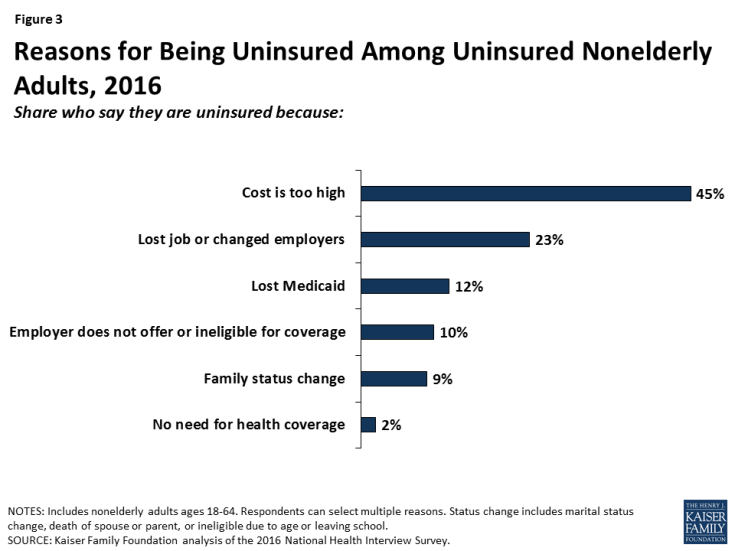 Figure 3
Reasons for Being Uninsured Among Uninsured Nonelderly
Adults, 2016
Share who say they are uninsured because:
Cost is too high 45%
Lost job or changed employers 23%
Lost Medicaid 12%
Employer does not offer or ineligible for coverage 10%
Family status change 9%
No need for health coverage 2%
NOTES: Includes nonelderly adults ages 18-64. Respondents can select multiple reasons. Status change includes marital status
change, death of spouse or parent, or ineligible due to age or leaving school.
SOURCE: Kaiser Family Foundation analysis of the 2016 National Health Interview Survey.
THE HENRY J.
KAISER
FAMILY
FOUNDATION